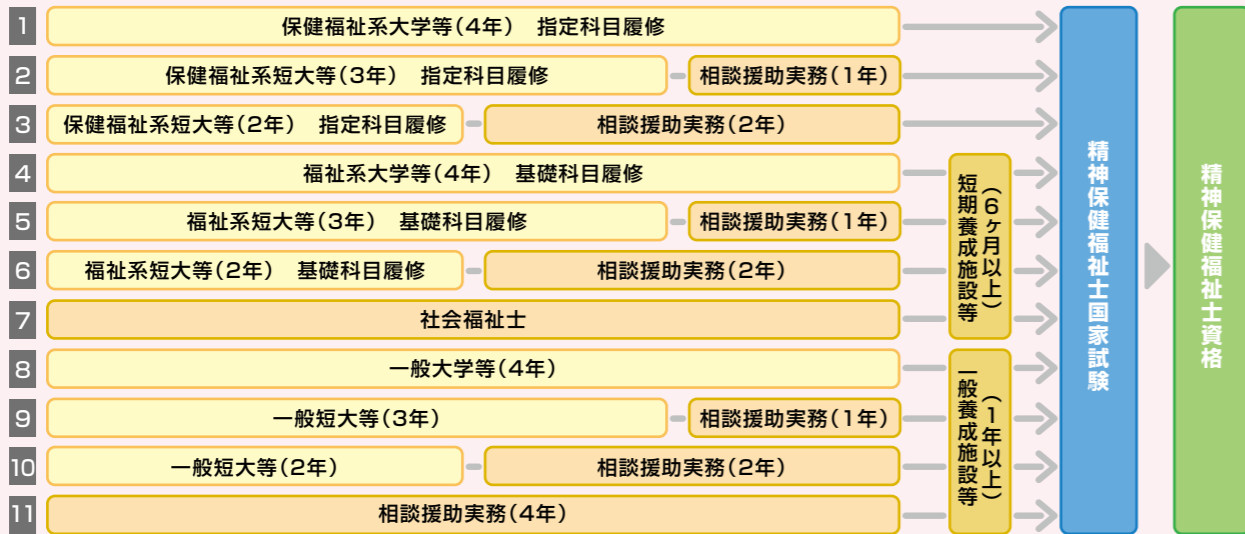 1 保健福祉系大学等(4年) 指定科目履修
2 保健福祉系短大等(3年) 指定科目履修 相談援助実務(1年)
3 保健福祉系短大等(2年) 指定科目履修 相談援助実務(2年)
4 福祉系大学等(4年) 基礎科目履修
5 福祉系短大等(3年) 基礎科目履修 相談援助実務(1年)
6 福祉系短大等(2年) 基礎科目履修 相談援助実務(2年)
7 社会福祉士
8 一般大学等(4年)
9 一般短大等(3年) 相談援助実務(1年)
10 一般短大等(2年) 相談援助実務(2年)
11 相談援助実務(4年)
短期養成施設等
(6ヶ月以上)
一般養成施設等
(1年以上)
精神保健福祉士国家試験
精神保健福祉士資格